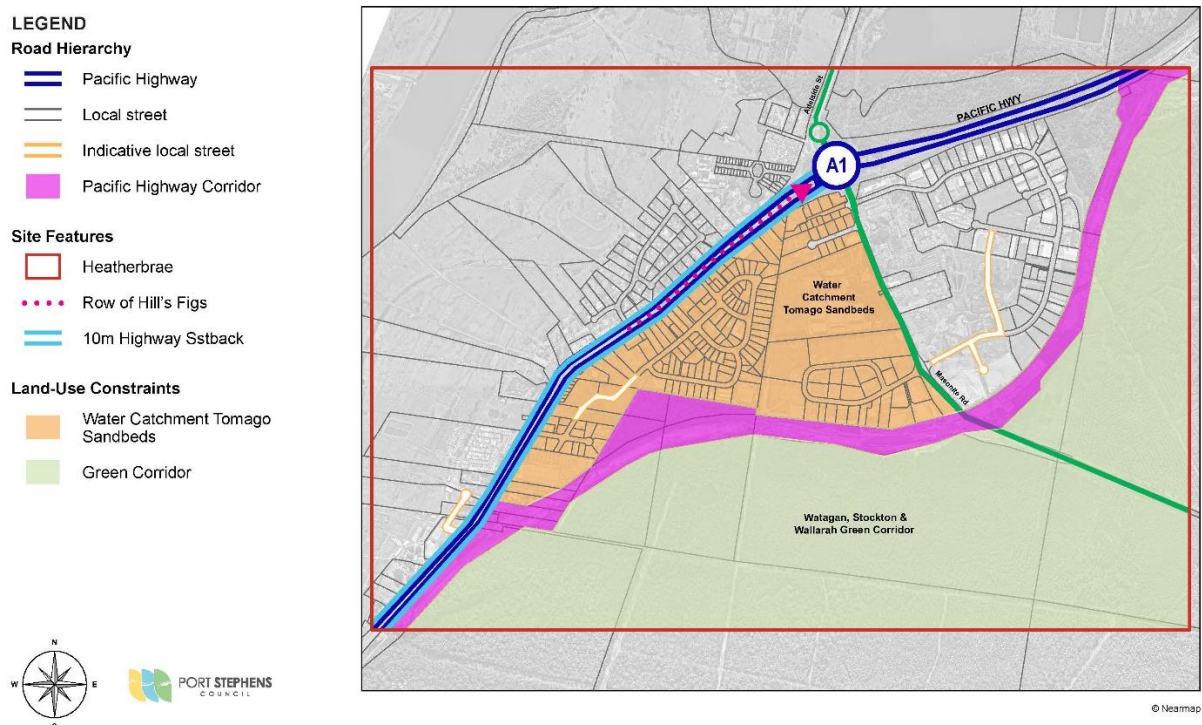 LEGEND
Road Hierarchy
Pacific Highway
Local street
Indicative local street
Pacific Highway Corridor
Site Features
Heatherbrae
Row of Hill's Figs
10m Highway Sstback
Land-Use Constraints
Water Catchment Tomago
Sandbeds
Green Corridor
N
W
E
S
PORT STEPHENS
COUNCIL
Adelaide St
PACIFIC HWY
A1
Water
Catchment
Tomago Sandbeds
Masonite Rd
Watagan, Stockton &
Wallarah Green Corridor
© Nearmap